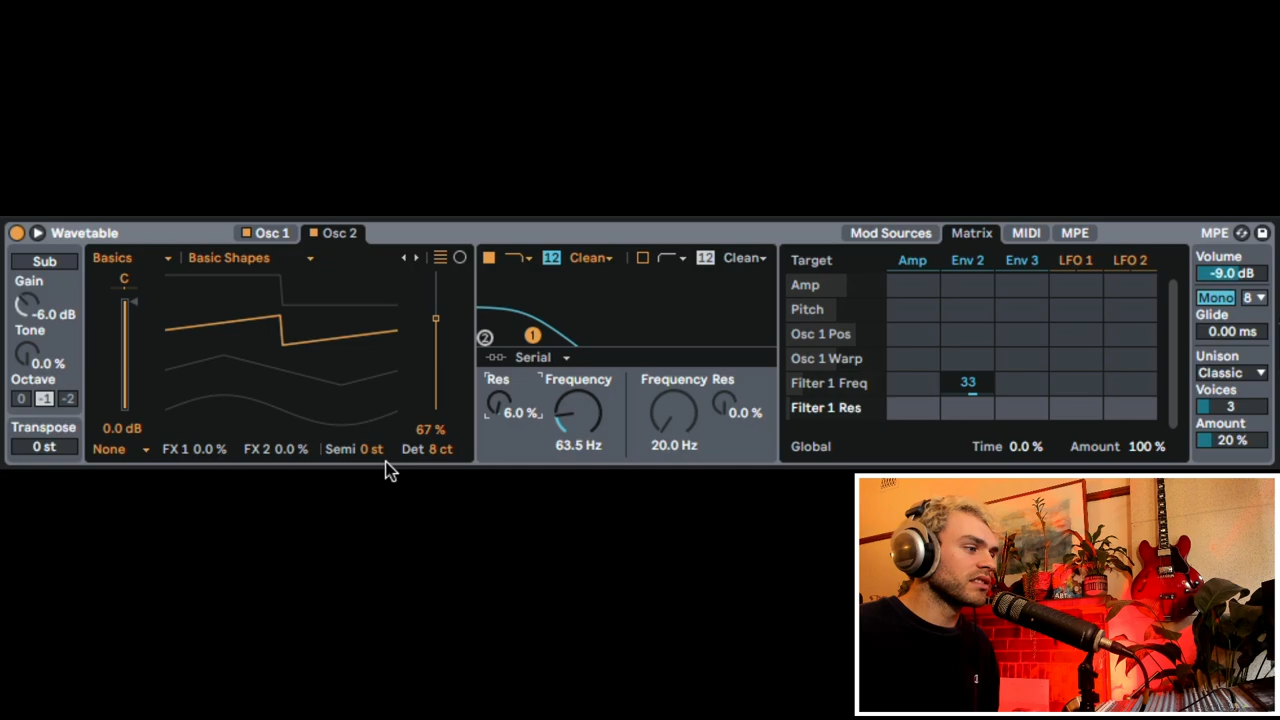 Wavetable
Osc 1
Osc 2
Mod Sources
Matrix
MIDI
MPE
MPE
Sub
Gain
-6.0 dB
Tone
0.0 %
Octave
0 -1 -2
Transpose
0 st
Basics
Basic Shapes
C
0.0 dB
67 %
None
FX 1 0.0 %
FX 2 0.0 %
Semi 0 st
Det 8 ct
12 Clean
12 Clean
2
1
Serial
Res
6.0 %
Frequency
63.5 Hz
Frequency
20.0 Hz
Res
0.0 %
Target Amp Env 2 Env 3 LFO 1 LFO 2
Amp
Pitch
Osc 1 Pos
Osc 1 Warp
Filter 1 Freq 33
Filter 1 Res
Global Time 0.0 % Amount 100 %
Volume
-9.0 dB
Mono 8
Glide
0.00 ms
Unison
Classic
Voices
3
Amount
20 %